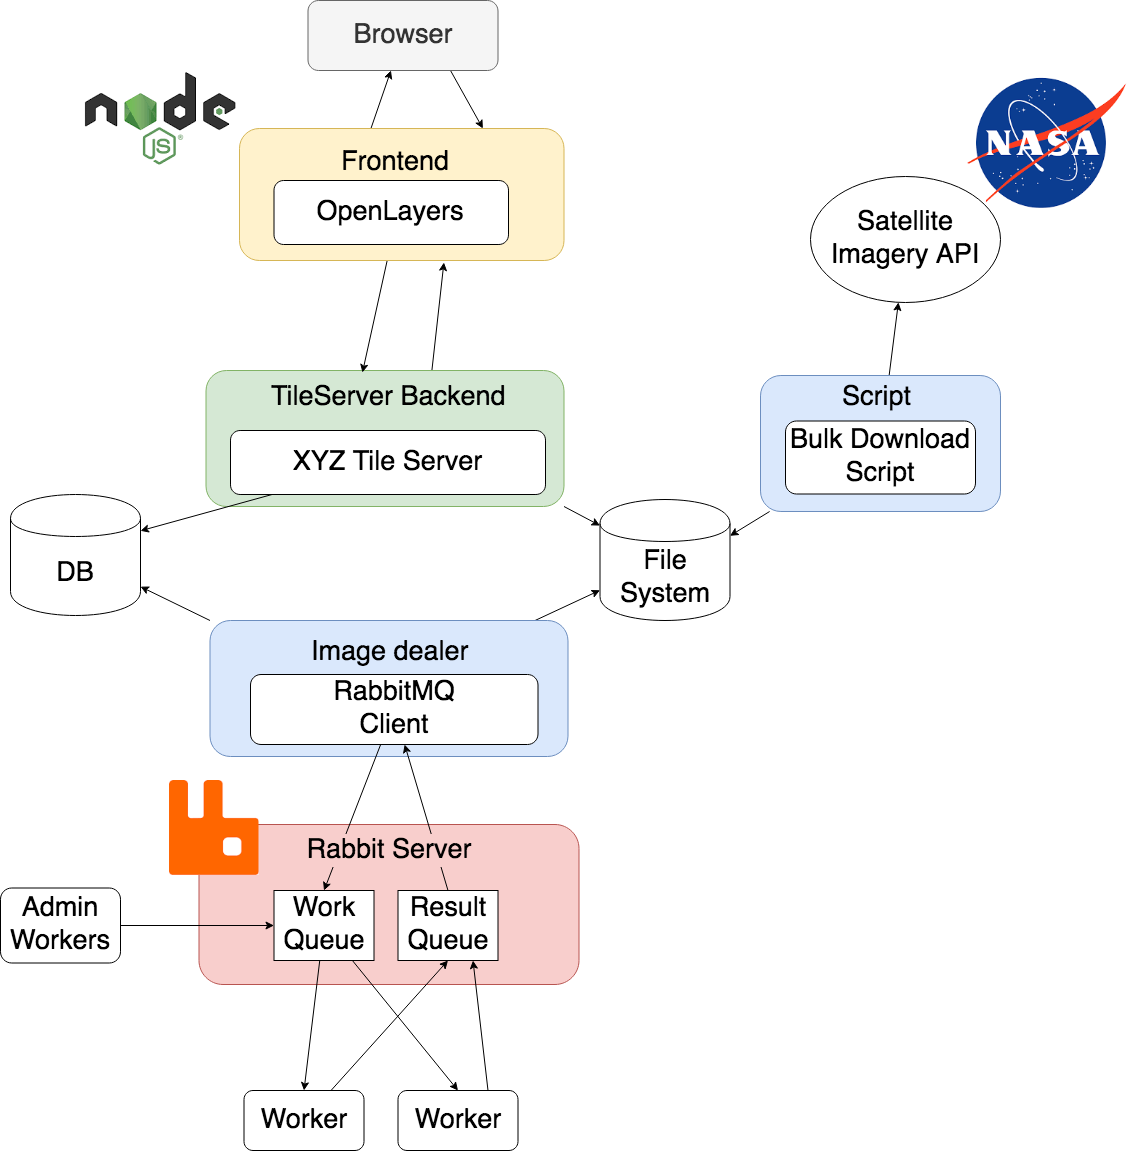 Browser
node
JS
®
Frontend
OpenLayers
NASA
Satellite
Imagery API
TileServer Backend
XYZ Tile Server
Script
Bulk Download
Script
DB
File
System
Image dealer
RabbitMQ
Client
Rabbit Server
Admin
Workers
Work
Queue
Result
Queue
Worker
Worker